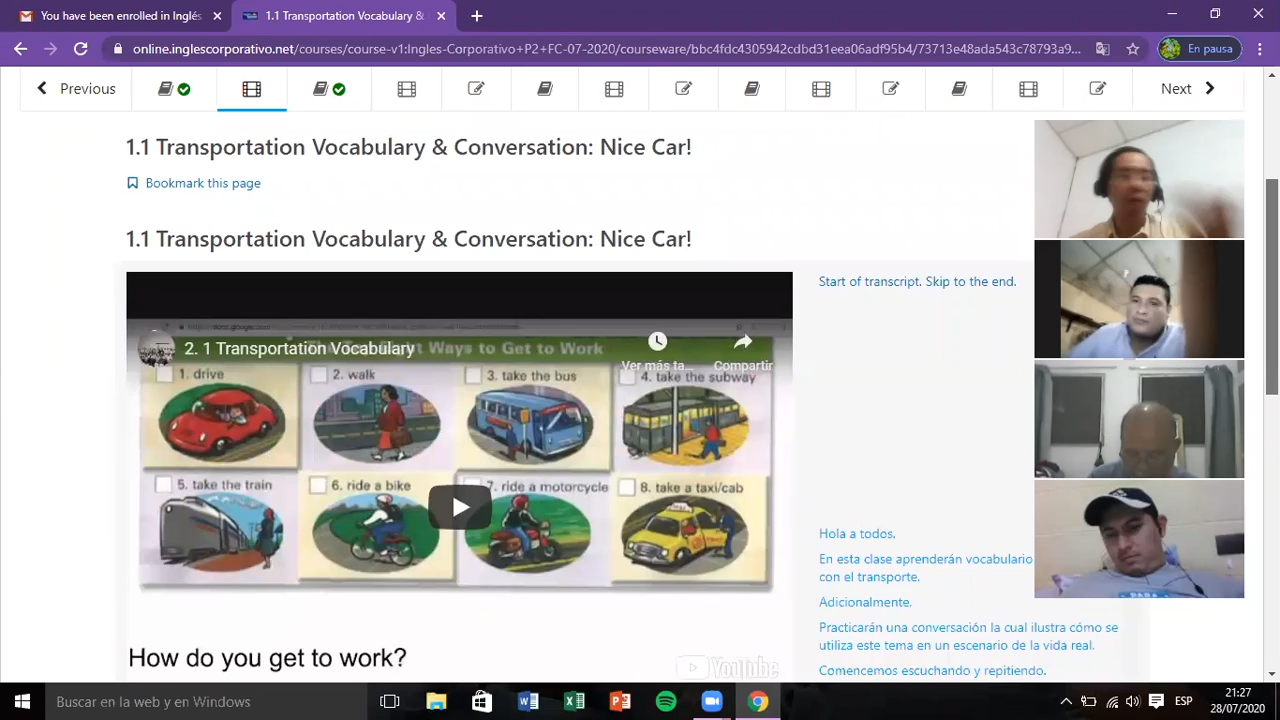 You have been enrolled in Inglés
1.1 Transportation Vocabulary &
online.inglescorporativo.net/courses/course-v1:Ingles-Corporativo+P2+FC-07-2020/courseware/bbc4fdc4305942cdbd31eea06adf95b4/73713e48ada543c78793a9...
En pausa
Previous
Next
1.1 Transportation Vocabulary & Conversation: Nice Car!
Bookmark this page
1.1 Transportation Vocabulary & Conversation: Nice Car!
Start of transcript. Skip to the end.
2. 1 Transportation Vocabulary
Ways to Get to Work
Ver más ta...
Compartir
1. drive
2. walk
3. take the bus
4. take the subway
5. take the train
6. ride a bike
7. ride a motorcycle
8. take a taxi/cab
How do you get to work?
YouTube
Hola a todos.
En esta clase aprenderán vocabulario
con el transporte.
Adicionalmente,
Practicarán una conversación la cual ilustra cómo se
utiliza este tema en un escenario de la vida real.
Comencemos escuchando y repitiendo.
Buscar en la web y en Windows
ESP
21:27
28/07/2020